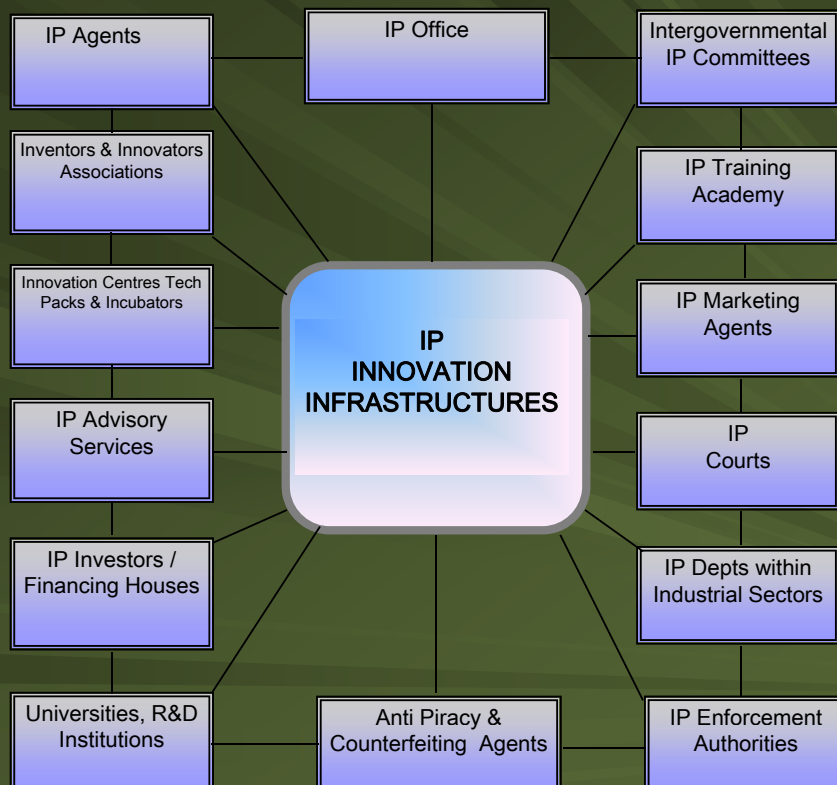 IP Agents
IP Office
Intergovernmental
IP Committees
Inventors & Innovators
Associations
IP Training
Academy
Innovation Centres Tech
Packs & Incubators
IP Marketing
Agents
IP
INNOVATION
INFRASTRUCTURES
IP Advisory
Services
IP
Courts
IP Investors /
Financing Houses
IP Depts within
Industrial Sectors
Universities, R&D
Institutions
Anti Piracy &
Counterfeiting Agents
IP Enforcement
Authorities